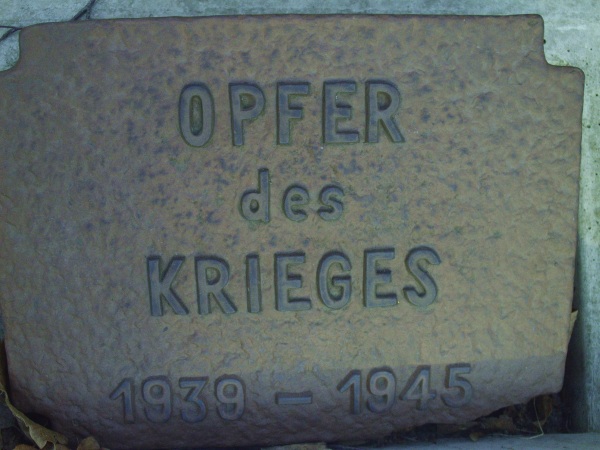 OPFER
des
KRIEGES
1939 - 1945